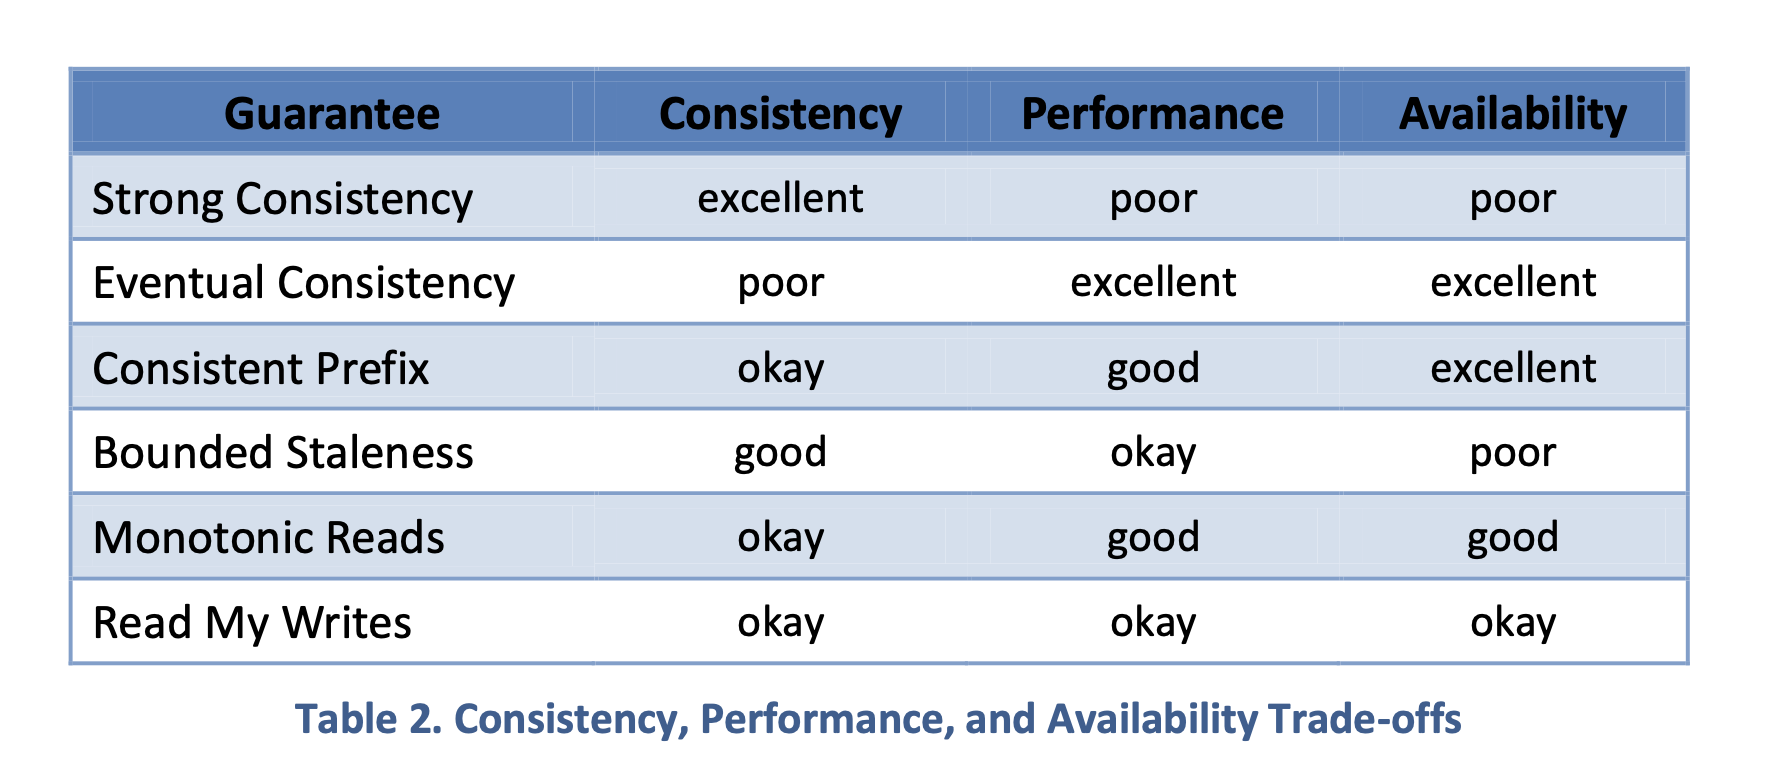 Guarantee Consistency Performance Availability
Strong Consistency excellent poor poor
Eventual Consistency poor excellent excellent
Consistent Prefix okay good excellent
Bounded Staleness good okay poor
Monotonic Reads okay good good
Read My Writes okay okay okay
Table 2. Consistency, Performance, and Availability Trade-offs